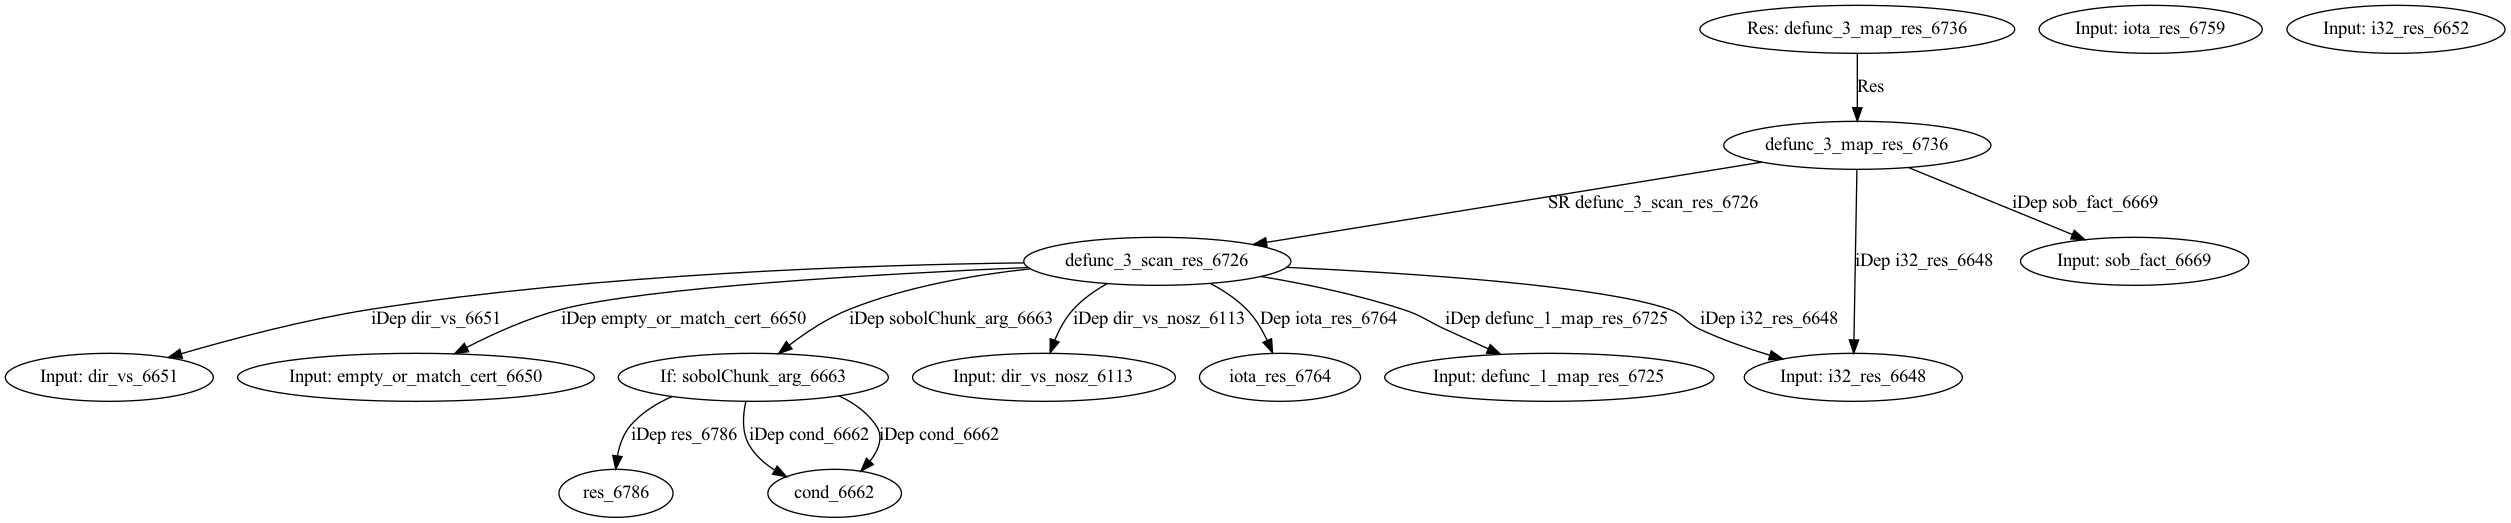 Res: defunc_3_map_res_6736
Input: iota_res_6759
Input: i32_res_6652
Res
defunc_3_map_res_6736
SR defunc_3_scan_res_6726
iDep sob_fact_6669
defunc_3_scan_res_6726
iDep i32_res_6648
Input: sob_fact_6669
iDep dir_vs_6651
iDep empty_or_match_cert_6650
iDep sobolChunk_arg_6663
iDep dir_vs_nosz_6113
Dep iota_res_6764
iDep defunc_1_map_res_6725
iDep i32_res_6648
Input: dir_vs_6651
Input: empty_or_match_cert_6650
If: sobolChunk_arg_6663
Input: dir_vs_nosz_6113
iota_res_6764
Input: defunc_1_map_res_6725
Input: i32_res_6648
iDep res_6786
iDep cond_6662
iDep cond_6662
res_6786
cond_6662